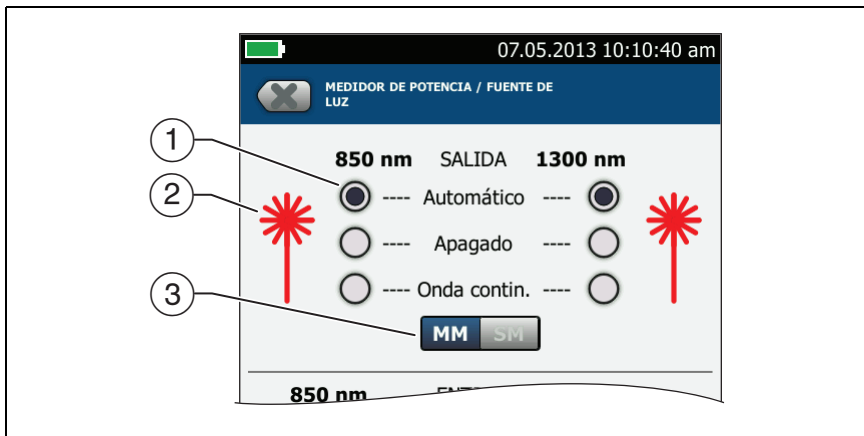 07.05.2013 10:10:40 am
MEDIDOR DE POTENCIA / FUENTE DE
LUZ
850 nm SALIDA 1300 nm
---- Automático ----
---- Apagado ----
---- Onda contin. ----
MM SM
850 nm
1
2
3